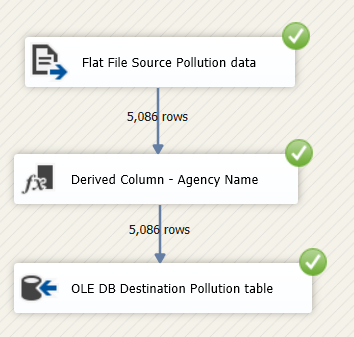 Flat File Source Pollution data
5,086 rows
fx
Derived Column - Agency Name
5,086 rows
OLE DB Destination Pollution table